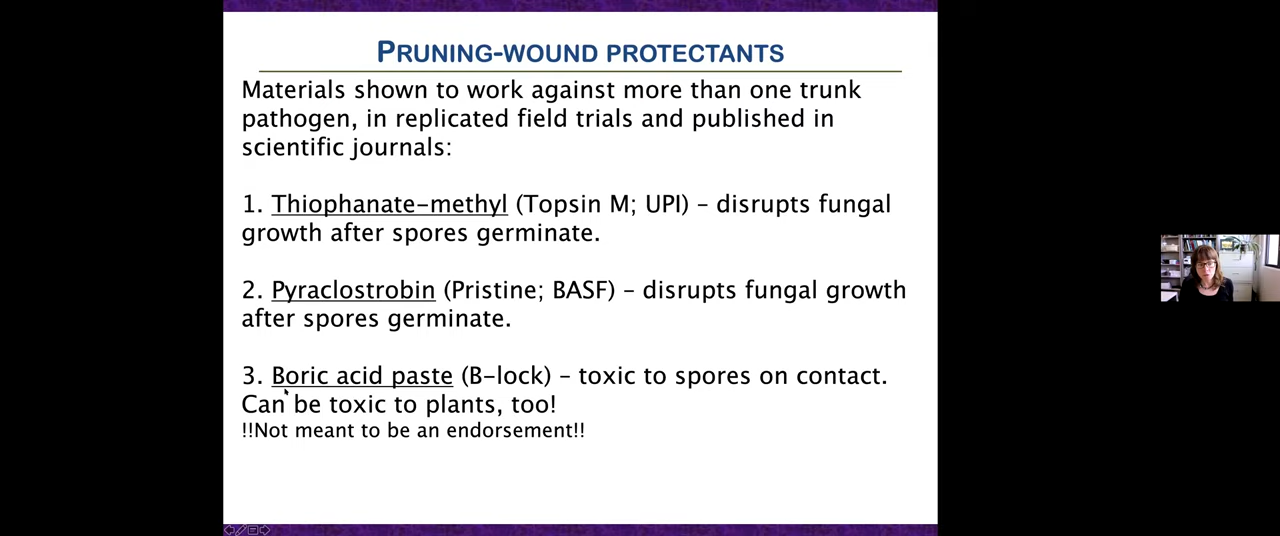 PRUNING-WOUND PROTECTANTS
Materials shown to work against more than one trunk
pathogen, in replicated field trials and published in
scientific journals:
1. Thiophanate-methyl (Topsin M; UPI) – disrupts fungal
growth after spores germinate.
2. Pyraclostrobin (Pristine; BASF) – disrupts fungal growth
after spores germinate.
3. Boric acid paste (B-lock) – toxic to spores on contact.
Can be toxic to plants, too!
!!Not meant to be an endorsement!!